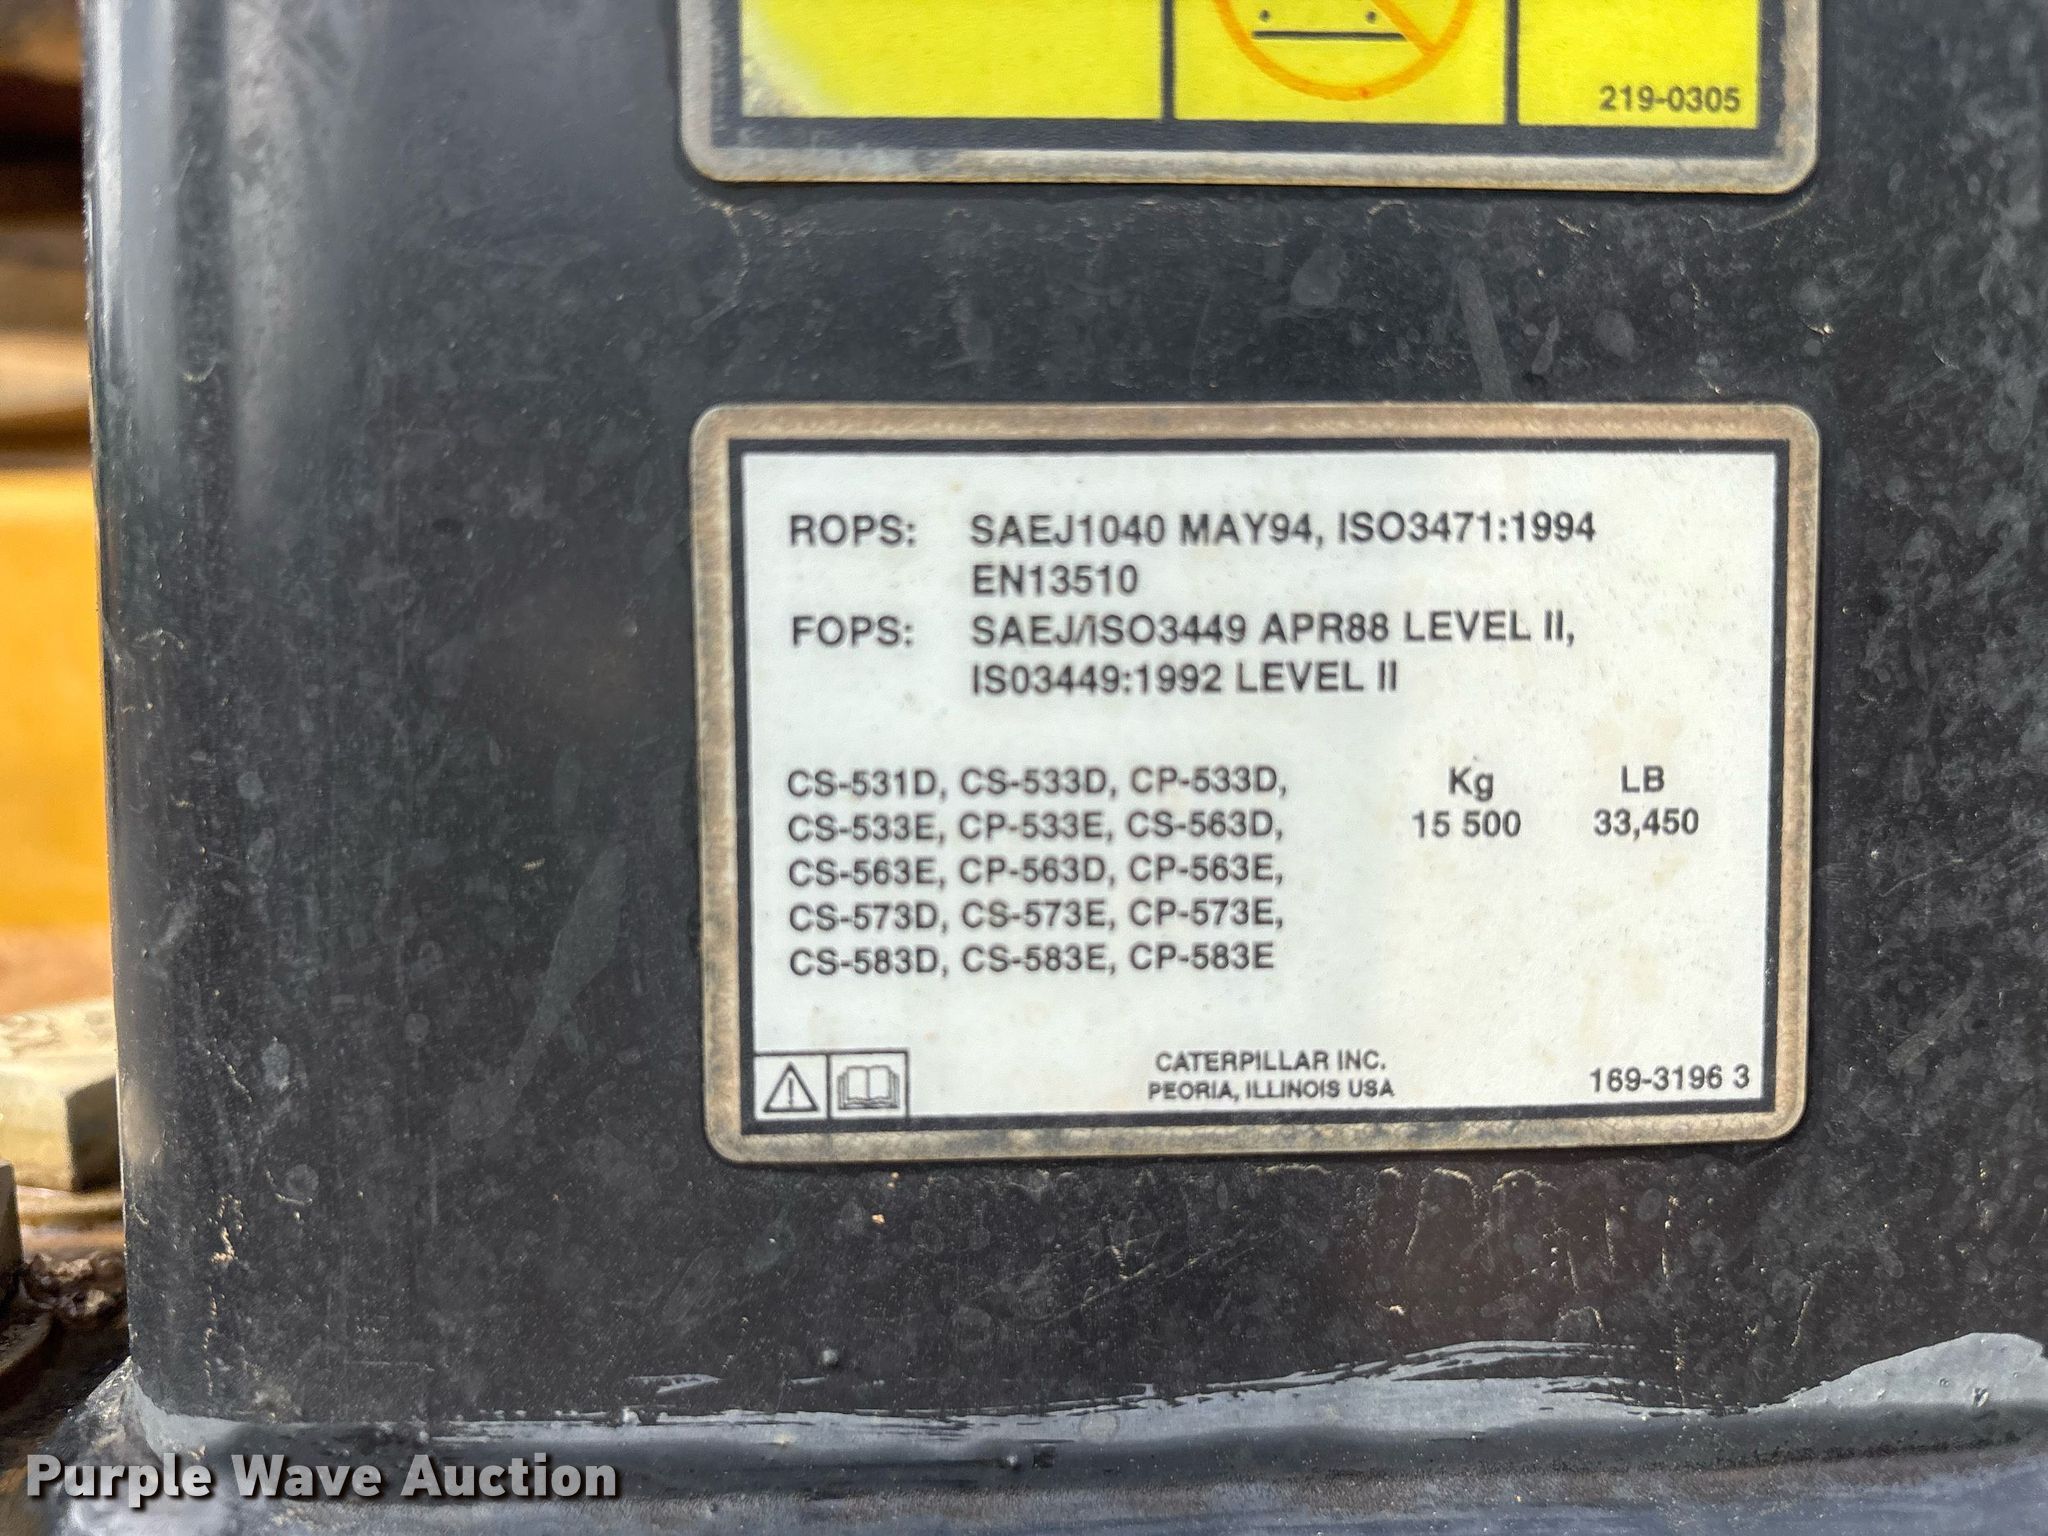 219-0305
ROPS: SAEJ1040 MAY94, ISO3471:1994
EN13510
FOPS: SAEJ/ISO3449 APR88 LEVEL II,
IS03449:1992 LEVEL II
CS-531D, CS-533D, CP-533D, Kg LB
CS-533E, CP-533E, CS-563D, 15 500 33,450
CS-563E, CP-563D, CP-563E,
CS-573D, CS-573E, CP-573E,
CS-583D, CS-583E, CP-583E
CATERPILLAR INC.
PEORIA, ILLINOIS USA
169-3196 3
Purple Wave Auction